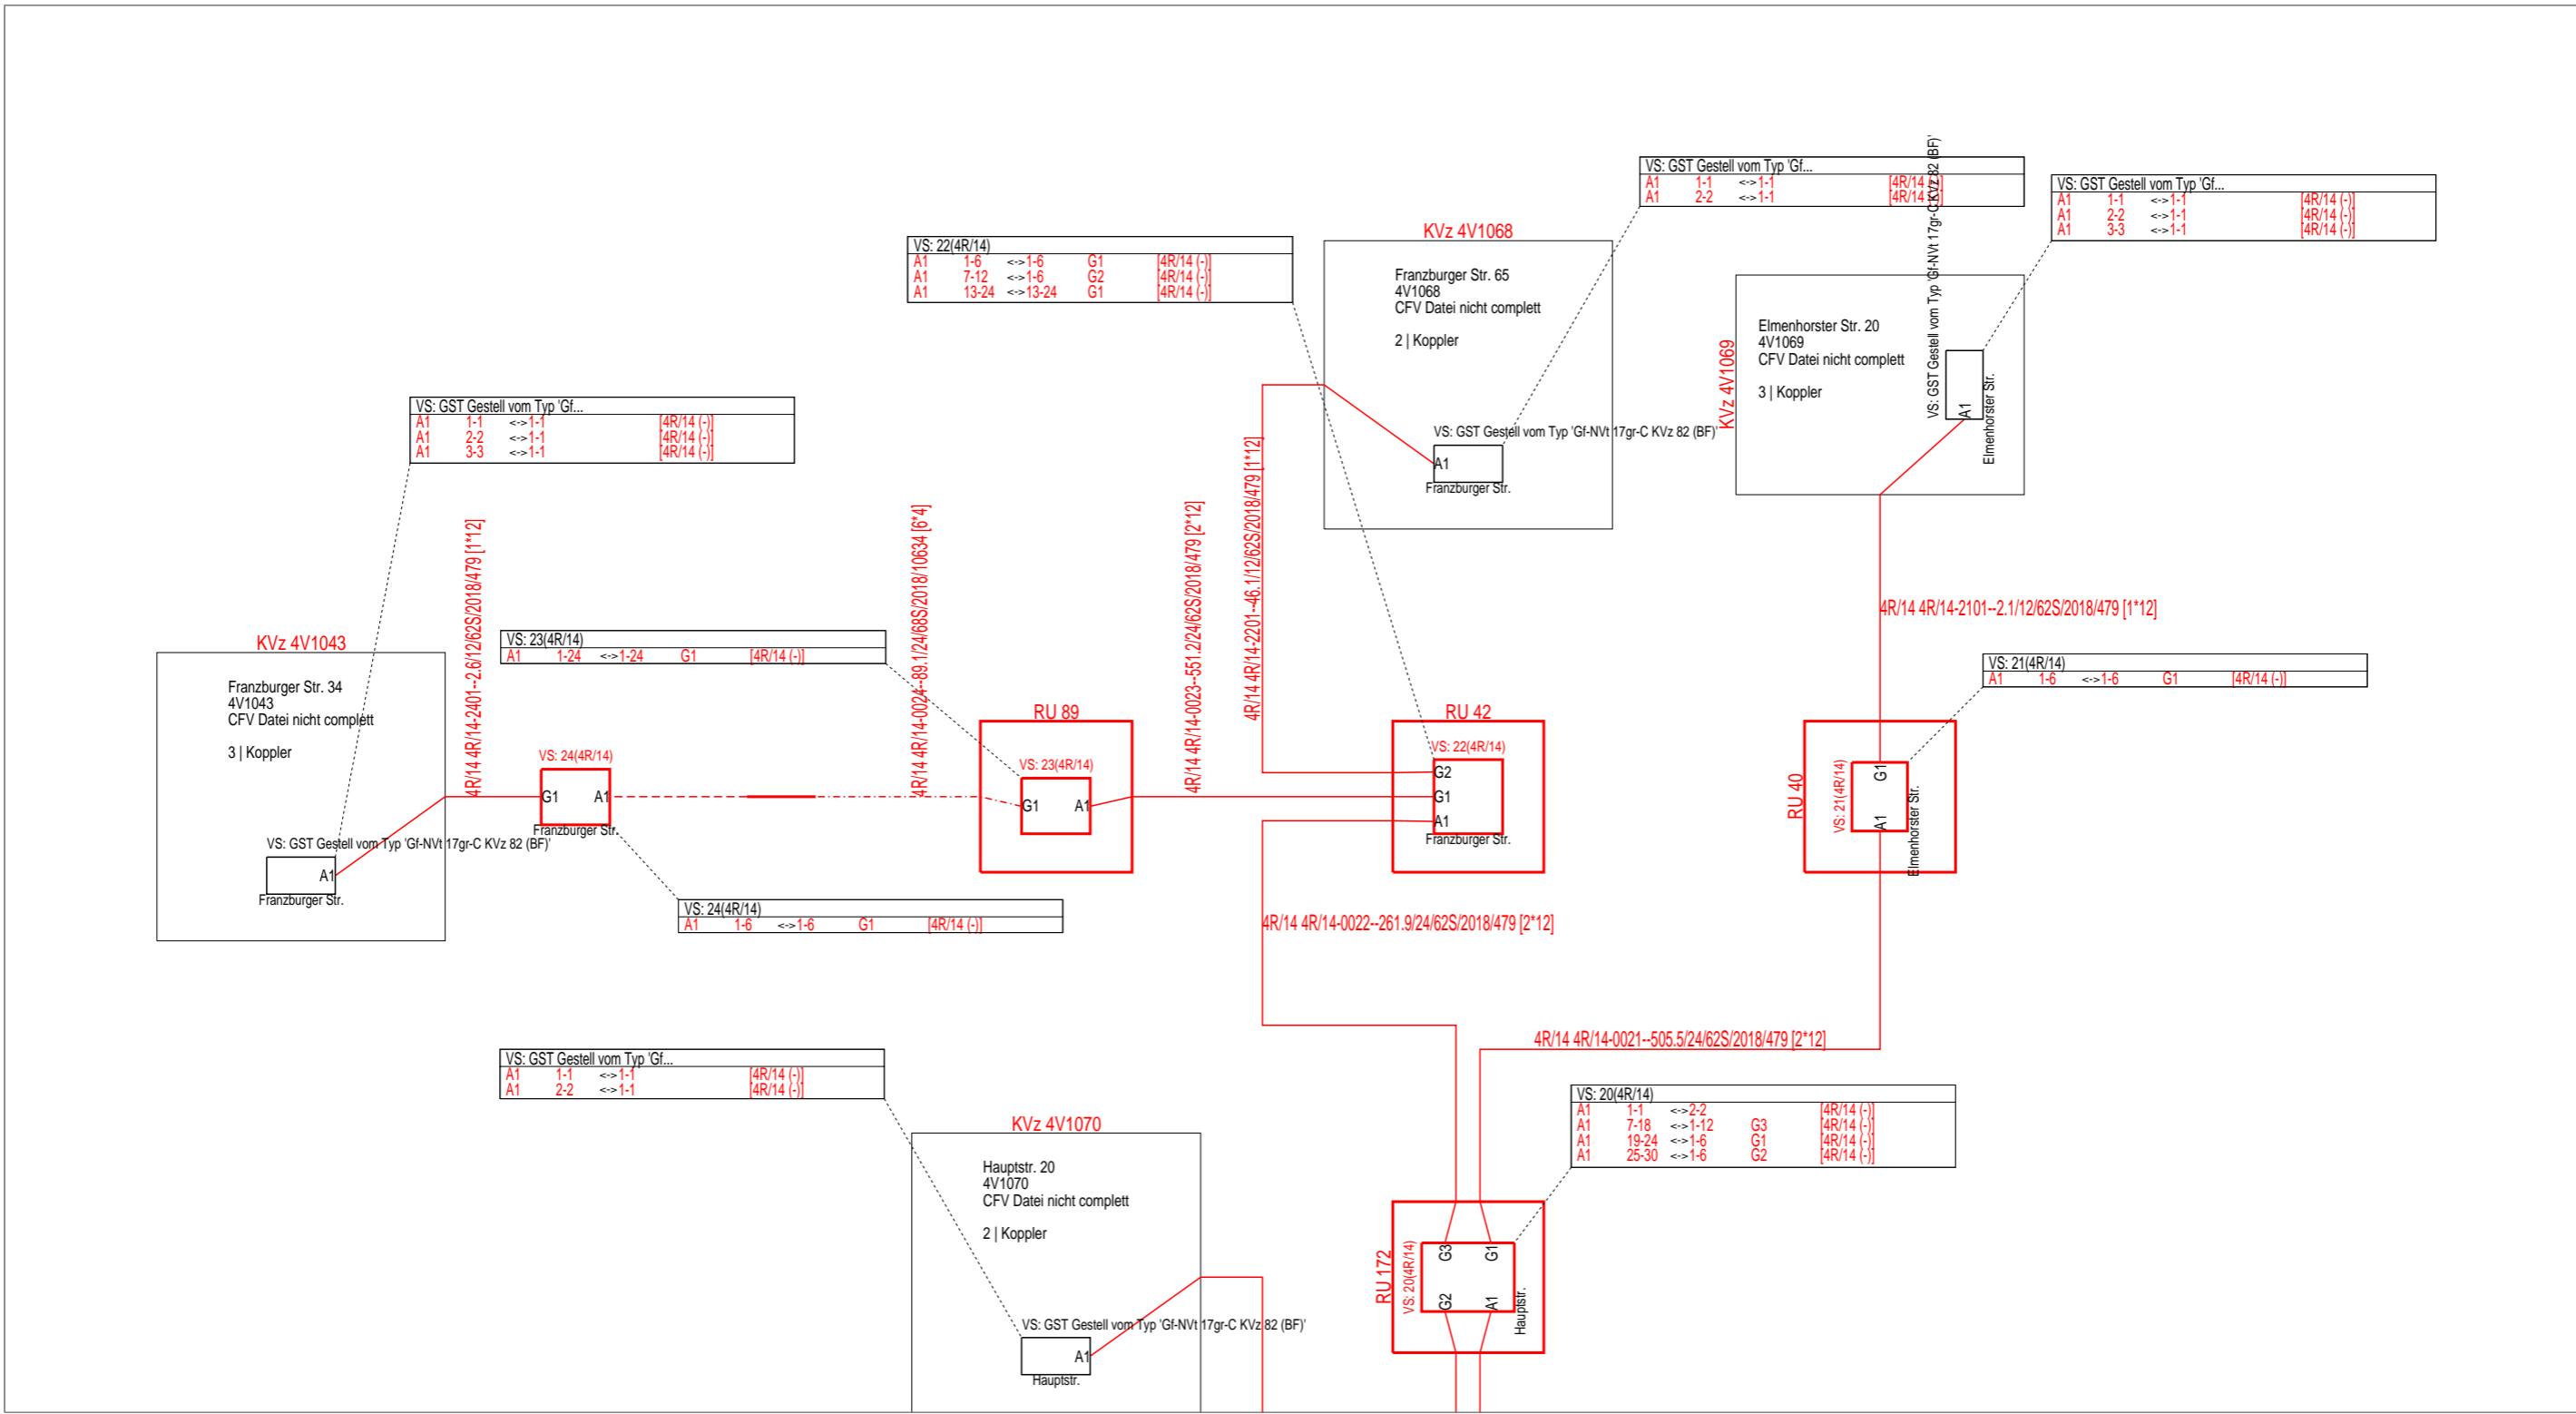 VS: GST Gestell vom Typ 'Gf...
A1 1-1 <->1-1 [4R/14 (-)]
A1 2-2 <->1-1 [4R/14 (-)]
VS: GST Gestell vom Typ 'Gf...
A1 1-1 <->1-1 [4R/14 (-)]
A1 2-2 <->1-1 [4R/14 (-)]
A1 3-3 <->1-1 [4R/14 (-)]
VS: 22(4R/14)
A1 1-6 <->1-6 G1 [4R/14 (-)]
A1 7-12 <->1-6 G2 [4R/14 (-)]
A1 13-24 <->13-24 G1 [4R/14 (-)]
KVz 4V1068
Franzburger Str. 65
4V1068
CFV Datei nicht complett
2 | Koppler
VS: GST Gestell vom Typ 'Gf-NVt 17gr-C KVz 82 (BF)'
A1
Franzburger Str.
KVz 4V1069
Elmenhorster Str. 20
4V1069
CFV Datei nicht complett
3 | Koppler
VS: GST Gestell vom Typ 'Gf-NVt 17gr-C KVz 82 (BF)'
A1
Elmenhorster Str.
VS: GST Gestell vom Typ 'Gf...
A1 1-1 <->1-1 [4R/14 (-)]
A1 2-2 <->1-1 [4R/14 (-)]
A1 3-3 <->1-1 [4R/14 (-)]
4R/14 4R/14-2401--2.6/12/62S/2018/479 [1*12]
4R/14 4R/14-0024--89.1/24/68S/2018/10634 [6*4]
4R/14 4R/14-0023--551.2/24/62S/2018/479 [2*12]
4R/14 4R/14-2201--46.1/12/62S/2018/479 [1*12]
4R/14 4R/14-2101--2.1/12/62S/2018/479 [1*12]
KVz 4V1043
Franzburger Str. 34
4V1043
CFV Datei nicht complett
3 | Koppler
VS: GST Gestell vom Typ 'Gf-NVt 17gr-C KVz 82 (BF)'
A1
Franzburger Str.
VS: 23(4R/14)
A1 1-24 <->1-24 G1 [4R/14 (-)]
VS: 21(4R/14)
A1 1-6 <->1-6 G1 [4R/14 (-)]
VS: 24(4R/14)
G1 A1
Franzburger Str.
RU 89
VS: 23(4R/14)
G1 A1
RU 42
VS: 22(4R/14)
G2
G1
A1
Franzburger Str.
RU 40
VS: 21(4R/14)
G1
A1
Elmenhorster Str.
VS: 24(4R/14)
A1 1-6 <->1-6 G1 [4R/14 (-)]
4R/14 4R/14-0022--261.9/24/62S/2018/479 [2*12]
4R/14 4R/14-0021--505.5/24/62S/2018/479 [2*12]
VS: GST Gestell vom Typ 'Gf...
A1 1-1 <->1-1 [4R/14 (-)]
A1 2-2 <->1-1 [4R/14 (-)]
VS: 20(4R/14)
A1 1-1 <->2-2 [4R/14 (-)]
A1 7-18 <->1-12 G3 [4R/14 (-)]
A1 19-24 <->1-6 G1 [4R/14 (-)]
A1 25-30 <->1-6 G2 [4R/14 (-)]
KVz 4V1070
Hauptstr. 20
4V1070
CFV Datei nicht complett
2 | Koppler
VS: GST Gestell vom Typ 'Gf-NVt 17gr-C KVz 82 (BF)'
A1
Hauptstr.
RU 172
VS: 20(4R/14)
G3 G1
G2 A1
Hauptstr.